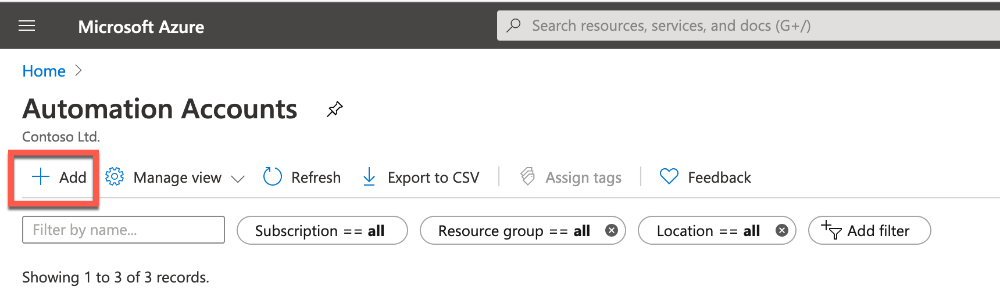 Microsoft Azure
Search resources, services, and docs (G+/)
Home
Automation Accounts
Contoso Ltd.
Add Manage view Refresh Export to CSV Assign tags Feedback
Filter by name... Subscription == all Resource group == all Location == all Add filter
Showing 1 to 3 of 3 records.